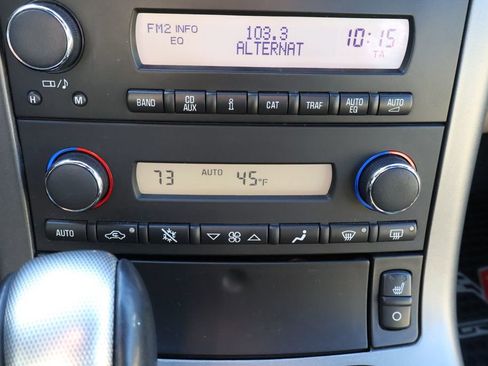 FM2 INFO 103.3 10:15
EQ ALTERNAT TA
H M
BAND CD AUX i CAT TRAF AUTO EQ AUTO
73 AUTO 45°F
AUTO